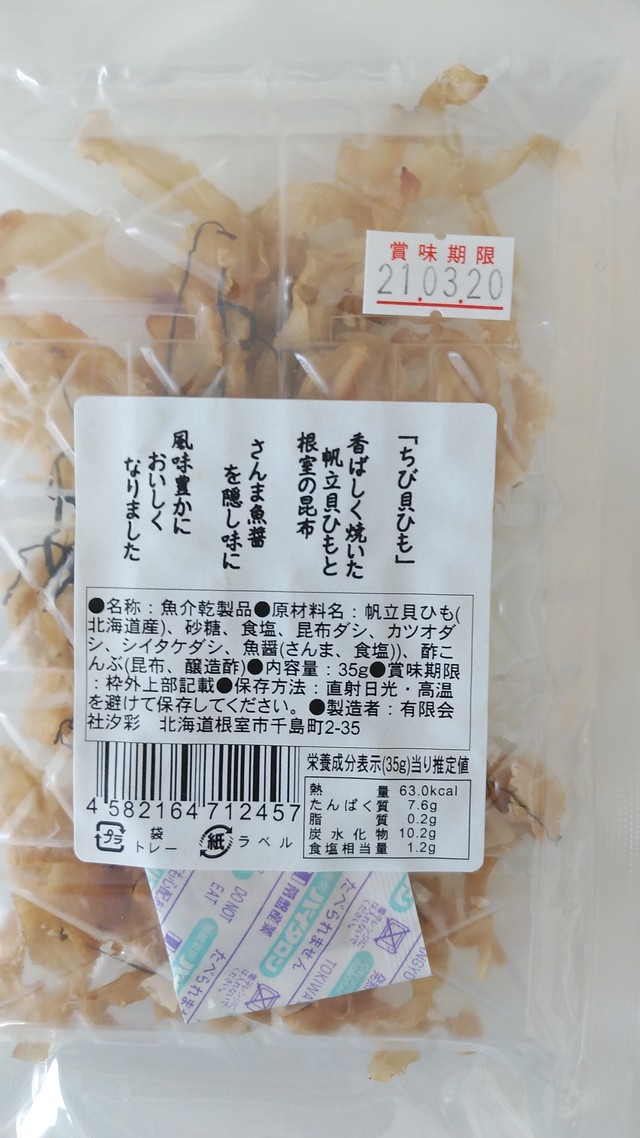 賞味期限
21.03.20
「ちび貝ひも」
香ばしく焼いた
帆立貝ひもと
根室の昆布
さんま魚醤
を隠し味に
風味豊かに
おいしく
なりました
●名称：魚介乾製品●原材料名：帆立貝ひも(
北海道産)、砂糖、食塩、昆布ダシ、カツオダ
シ、シイタケダシ、魚醤(さんま、食塩))、酢こ
んぶ(昆布、醸造酢)●内容量：35g●賞味期限
：枠外上部記載●保存方法：直射日光・高温
を避けて保存してください。●製造者：有限会
社汐彩　北海道根室市千島町2-35
4 582164 712457
プラ
袋
トレー
紙
ラベル
栄養成分表示(35g)当り推定値
熱量 63.0kcal
たんぱく質 7.6g
脂質 0.2g
炭水化物 10.2g
食塩相当量 1.2g
DO NOT
EAT
たべられません
TOKIWA
たべられま